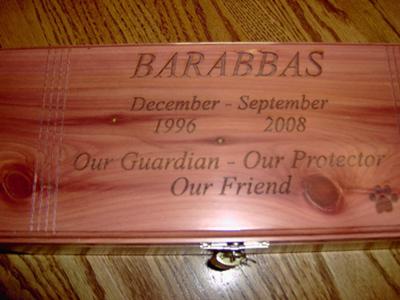 BARABBAS
December - September
1996 2008
Our Guardian - Our Protector
Our Friend